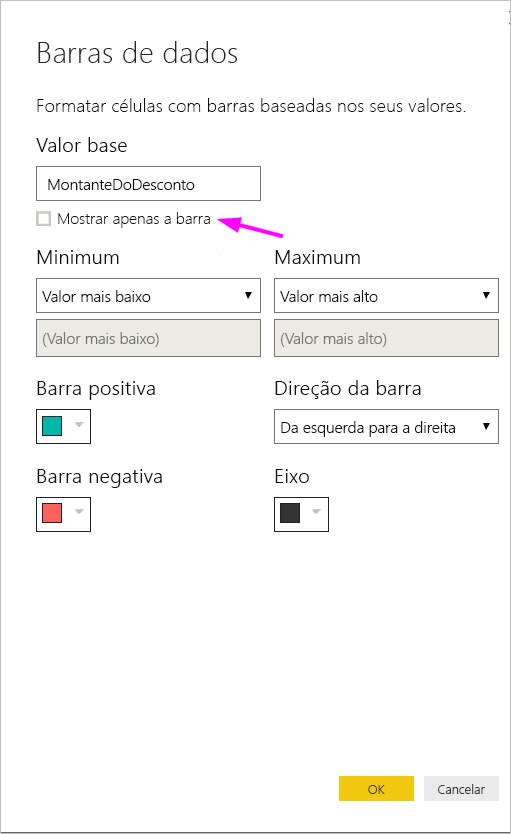 Barras de dados
Formatar células com barras baseadas nos seus valores.
Valor base
MontanteDoDesconto
Mostrar apenas a barra
Minimum Maximum
Valor mais baixo Valor mais alto
(Valor mais baixo) (Valor mais alto)
Barra positiva Direção da barra
Da esquerda para a direita
Barra negativa Eixo
OK Cancelar